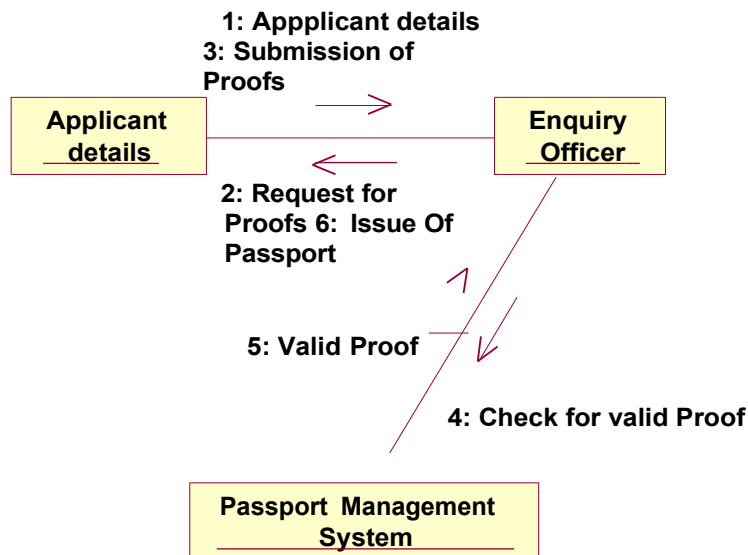 1: Appplicant details
3: Submission of
Proofs
Applicant
details
Enquiry
Officer
2: Request for
Proofs 6: Issue Of
Passport
5: Valid Proof
4: Check for valid Proof
Passport Management
System